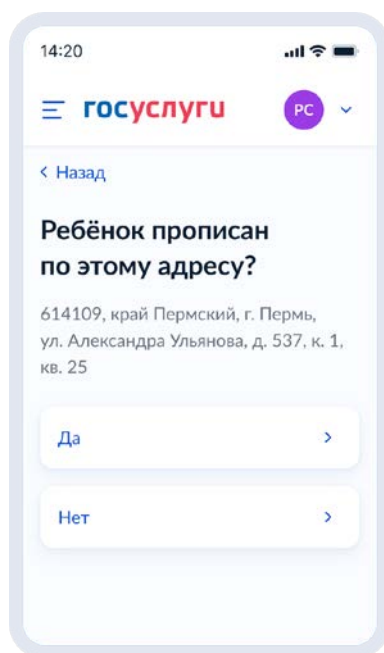 14:20
госуслуги
РС
Назад
Ребёнок прописан
по этому адресу?
614109, край Пермский, г. Пермь,
ул. Александра Ульянова, д. 537, к. 1,
кв. 25
Да
Нет